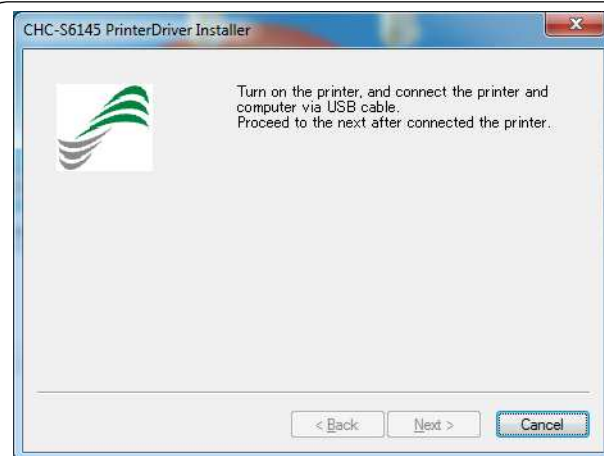 CHC-S6145 PrinterDriver Installer
Turn on the printer, and connect the printer and
computer via USB cable.
Proceed to the next after connected the printer.
< Back
Next >
Cancel